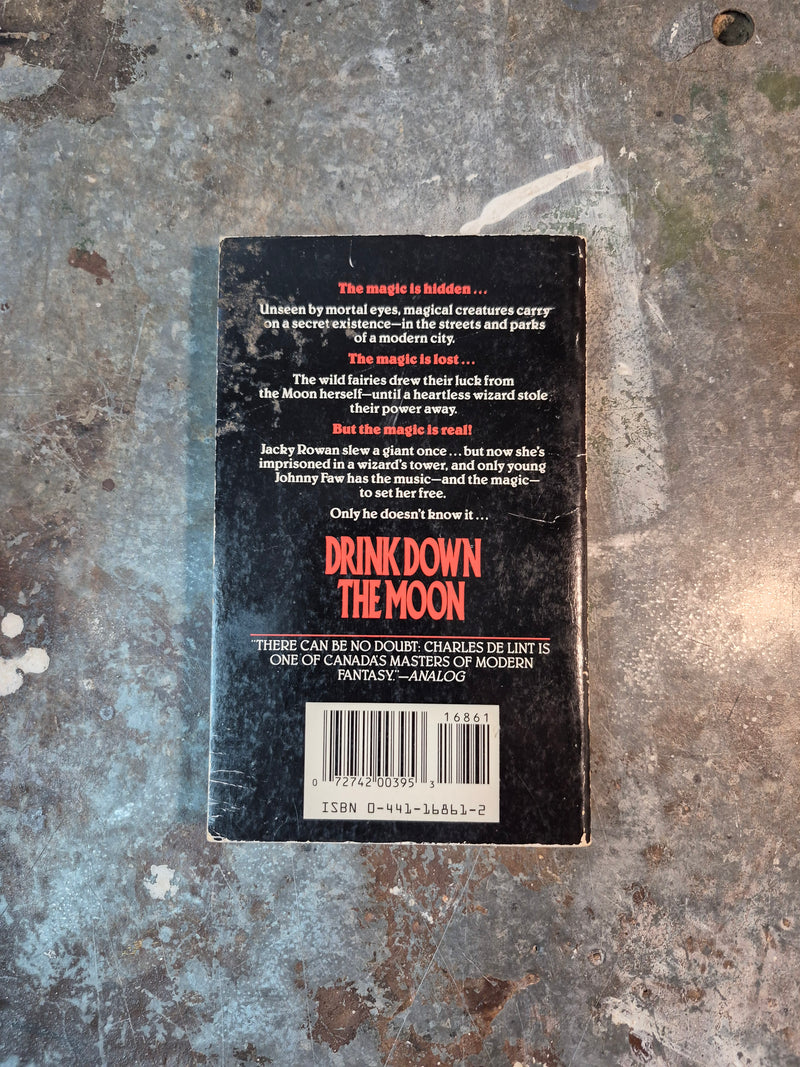 The magic is hidden...
Unseen by mortal eyes, magical creatures carry
on a secret existence—in the streets and parks
of a modern city.
The magic is lost...
The wild fairies drew their luck from
the Moon herself—until a heartless wizard stole
their power away.
But the magic is real!
Jacky Rowan slew a giant once...but now she's
imprisoned in a wizard's tower, and only young
Johnny Faw has the music—and the magic—
to set her free.
Only he doesn't know it...
DRINK DOWN
THE MOON
"THERE CAN BE NO DOUBT: CHARLES DE LINT IS
ONE OF CANADA'S MASTERS OF MODERN
FANTASY."—ANALOG
16861
0 72742 00395 3
ISBN 0-441-16861-2